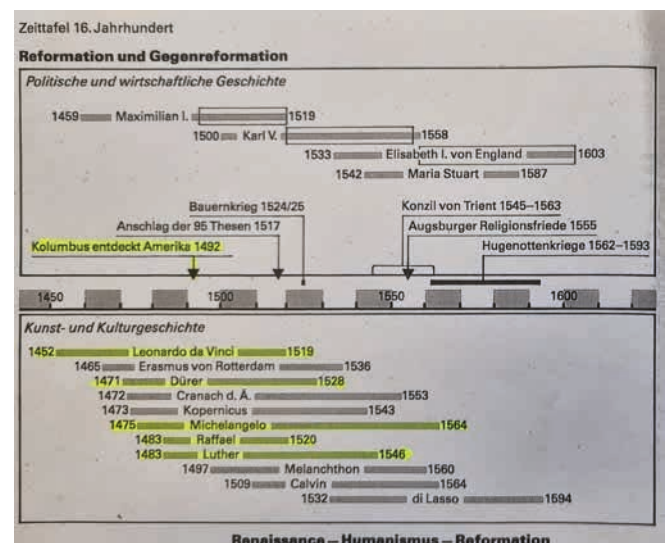 Zeittafel 16. Jahrhundert
Reformation und Gegenreformation
Politische und wirtschaftliche Geschichte
1459 Maximilian I. 1519
1500 Karl V. 1558
1533 Elisabeth I. von England 1603
1542 Maria Stuart 1587
Bauernkrieg 1524/25
Konzil von Trient 1545–1563
Anschlag der 95 Thesen 1517
Augsburger Religionsfriede 1555
Kolumbus entdeckt Amerika 1492
Hugenottenkriege 1562–1593
1450 1500 1550 1600
Kunst- und Kulturgeschichte
1452 Leonardo da Vinci 1519
1465 Erasmus von Rotterdam 1536
1471 Dürer 1528
1472 Cranach d. Ä. 1553
1473 Kopernicus 1543
1475 Michelangelo 1564
1483 Raffael 1520
1483 Luther 1546
1497 Melanchthon 1560
1509 Calvin 1564
1532 di Lasso 1594
Renaissance – Humanismus – Reformation